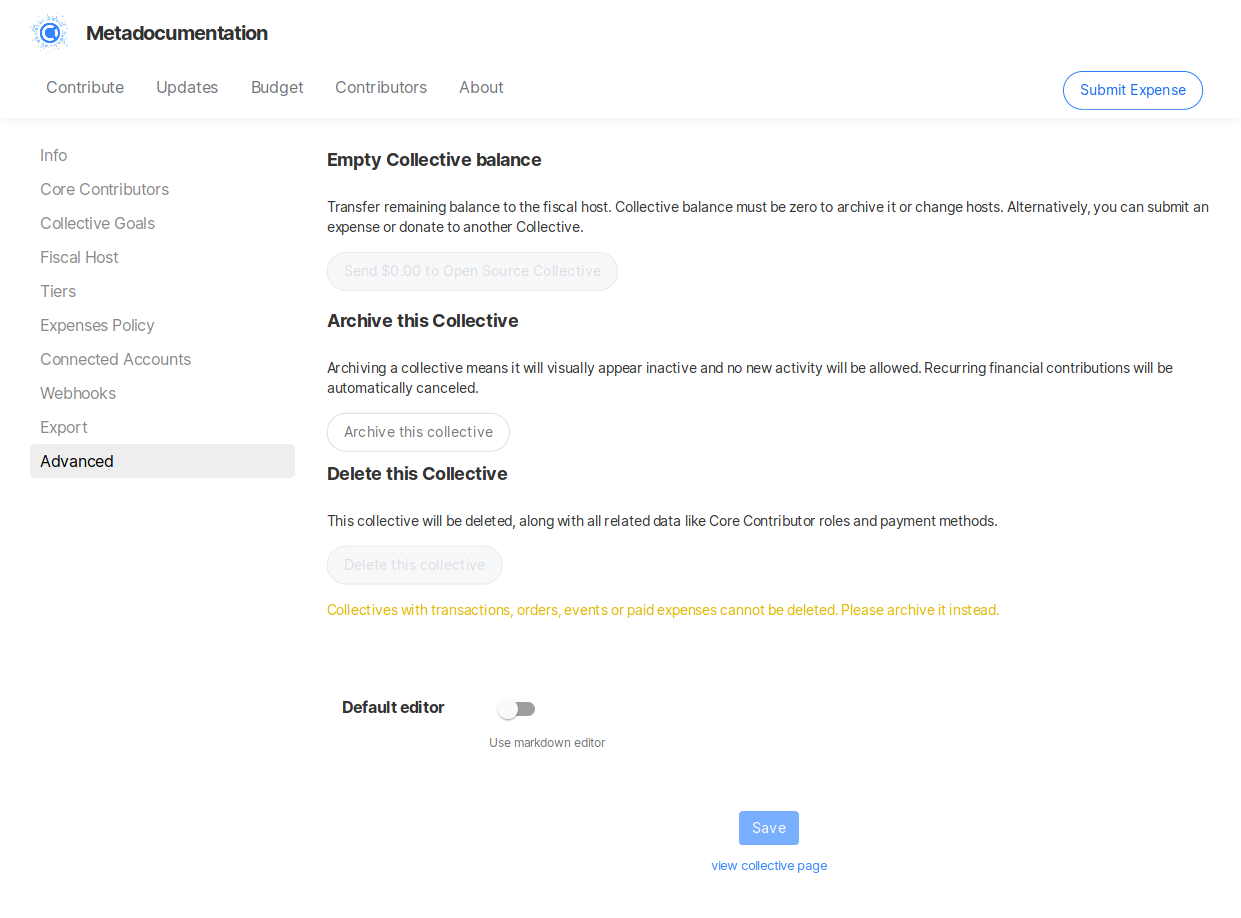 Metadocumentation
Contribute Updates Budget Contributors About
Submit Expense
Info
Core Contributors
Collective Goals
Fiscal Host
Tiers
Expenses Policy
Connected Accounts
Webhooks
Export
Advanced
Empty Collective balance
Transfer remaining balance to the fiscal host. Collective balance must be zero to archive it or change hosts. Alternatively, you can submit an
expense or donate to another Collective.
Send $0.00 to Open Source Collective
Archive this Collective
Archiving a collective means it will visually appear inactive and no new activity will be allowed. Recurring financial contributions will be
automatically canceled.
Archive this collective
Delete this Collective
This collective will be deleted, along with all related data like Core Contributor roles and payment methods.
Delete this collective
Collectives with transactions, orders, events or paid expenses cannot be deleted. Please archive it instead.
Default editor
Use markdown editor
Save
view collective page